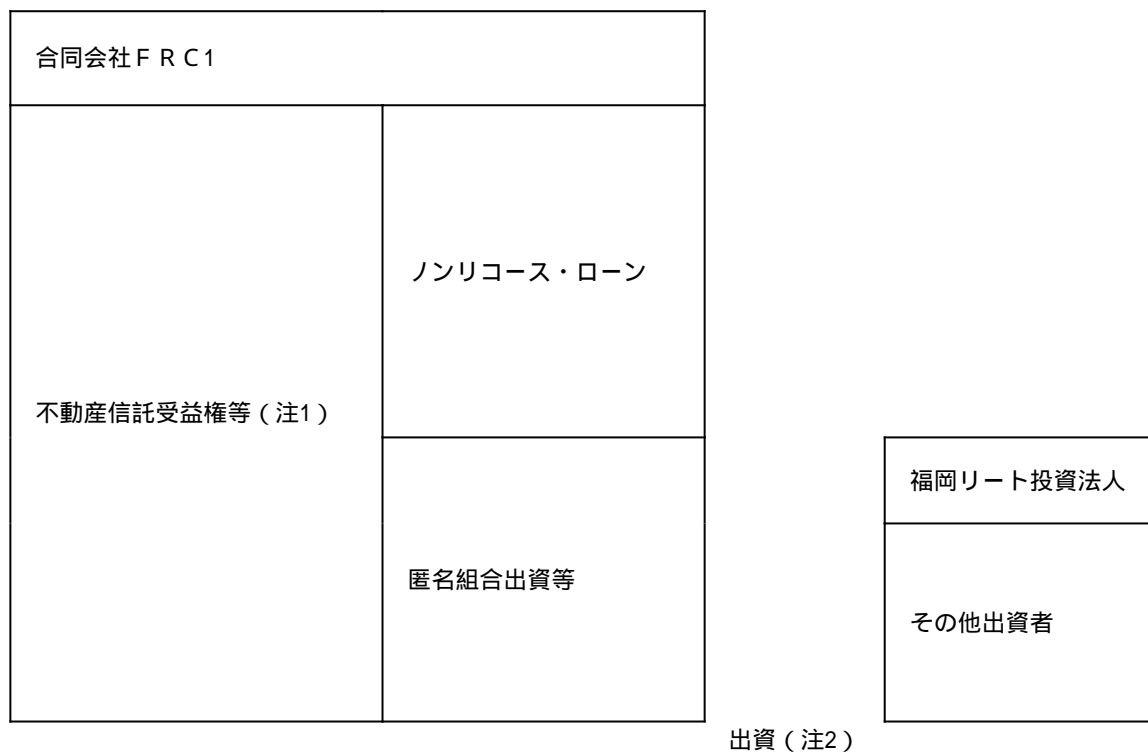 合同会社ＦＲＣ1
ノンリコース・ローン
不動産信託受益権等（注1）
福岡リート投資法人
匿名組合出資等
その他出資者
出資（注2）